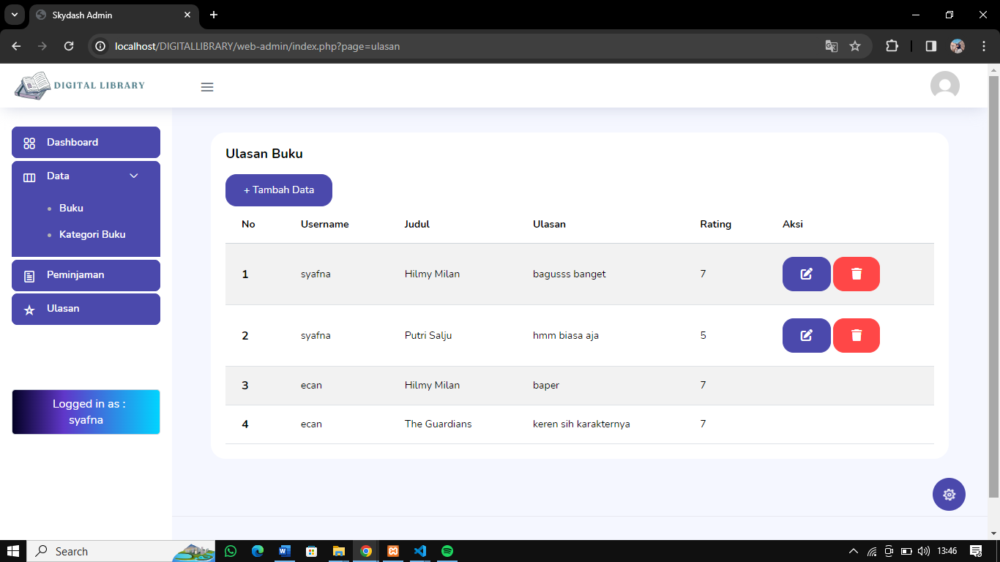 Skydash Admin
localhost/DIGITALLIBRARY/web-admin/index.php?page=ulasan
DIGITAL LIBRARY
Dashboard
Data
Buku
Kategori Buku
Peminjaman
Ulasan
Logged in as :
syafna
Ulasan Buku
+ Tambah Data
No Username Judul Ulasan Rating Aksi
1 syafna Hilmy Milan bagusss banget 7
2 syafna Putri Salju hmm biasa aja 5
3 ecan Hilmy Milan baper 7
4 ecan The Guardians keren sih karakternya 7
Search
13:46